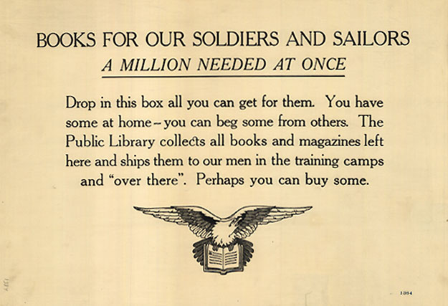 BOOKS FOR OUR SOLDIERS AND SAILORS
A MILLION NEEDED AT ONCE
Drop in this box all you can get for them. You have
some at home–you can beg some from others. The
Public Library collects all books and magazines left
here and ships them to our men in the training camps
and “over there”. Perhaps you can buy some.